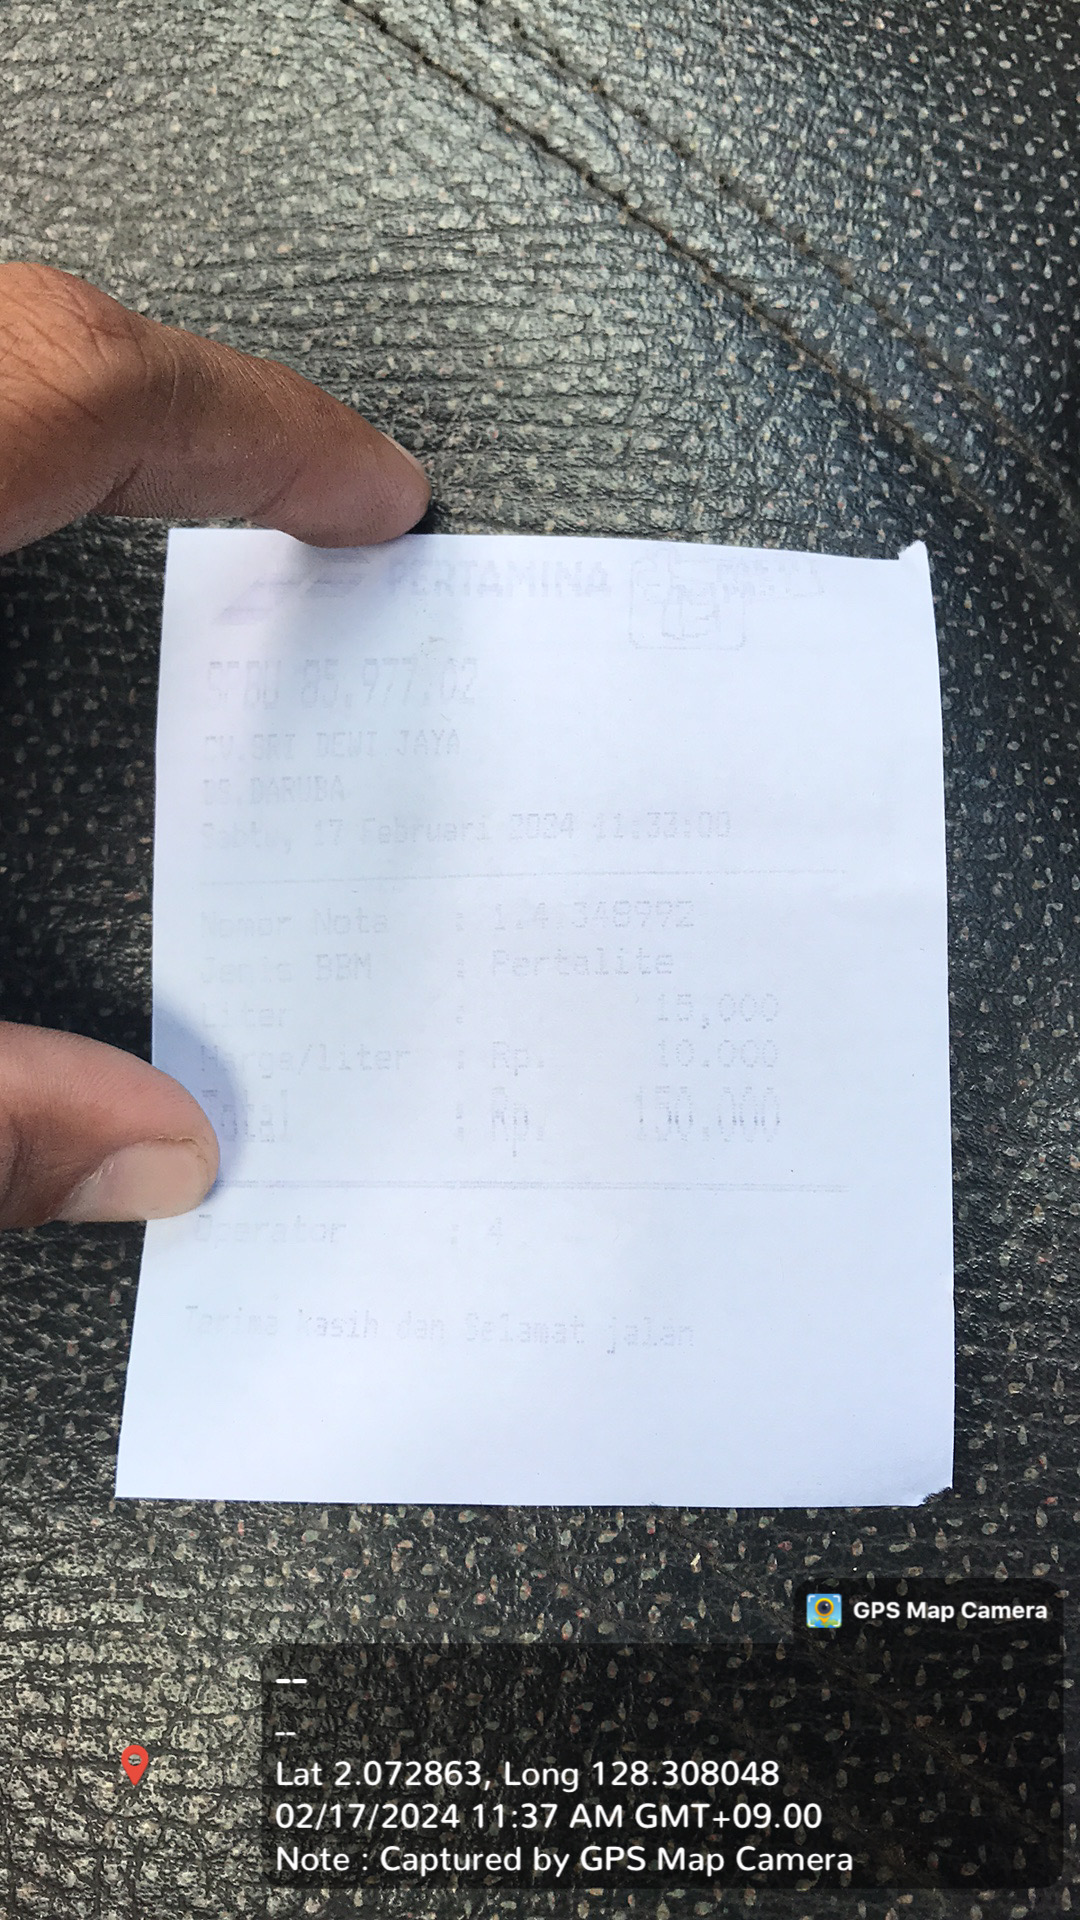 PERTAMINA
SPBU 85.977.02
CV.SRI DEWI JAYA
DS.DARUBA
Sabtu, 17 Februari 2024 11:33:00
Nomor Nota : 1.4.348992
Jenis BBM : Pertalite
Liter : 15,000
Harga/liter : Rp. 10.000
Total : Rp. 150.000
Operator : 4
Terima kasih dan Selamat jalan
GPS Map Camera
--
--
Lat 2.072863, Long 128.308048
02/17/2024 11:37 AM GMT+09.00
Note : Captured by GPS Map Camera